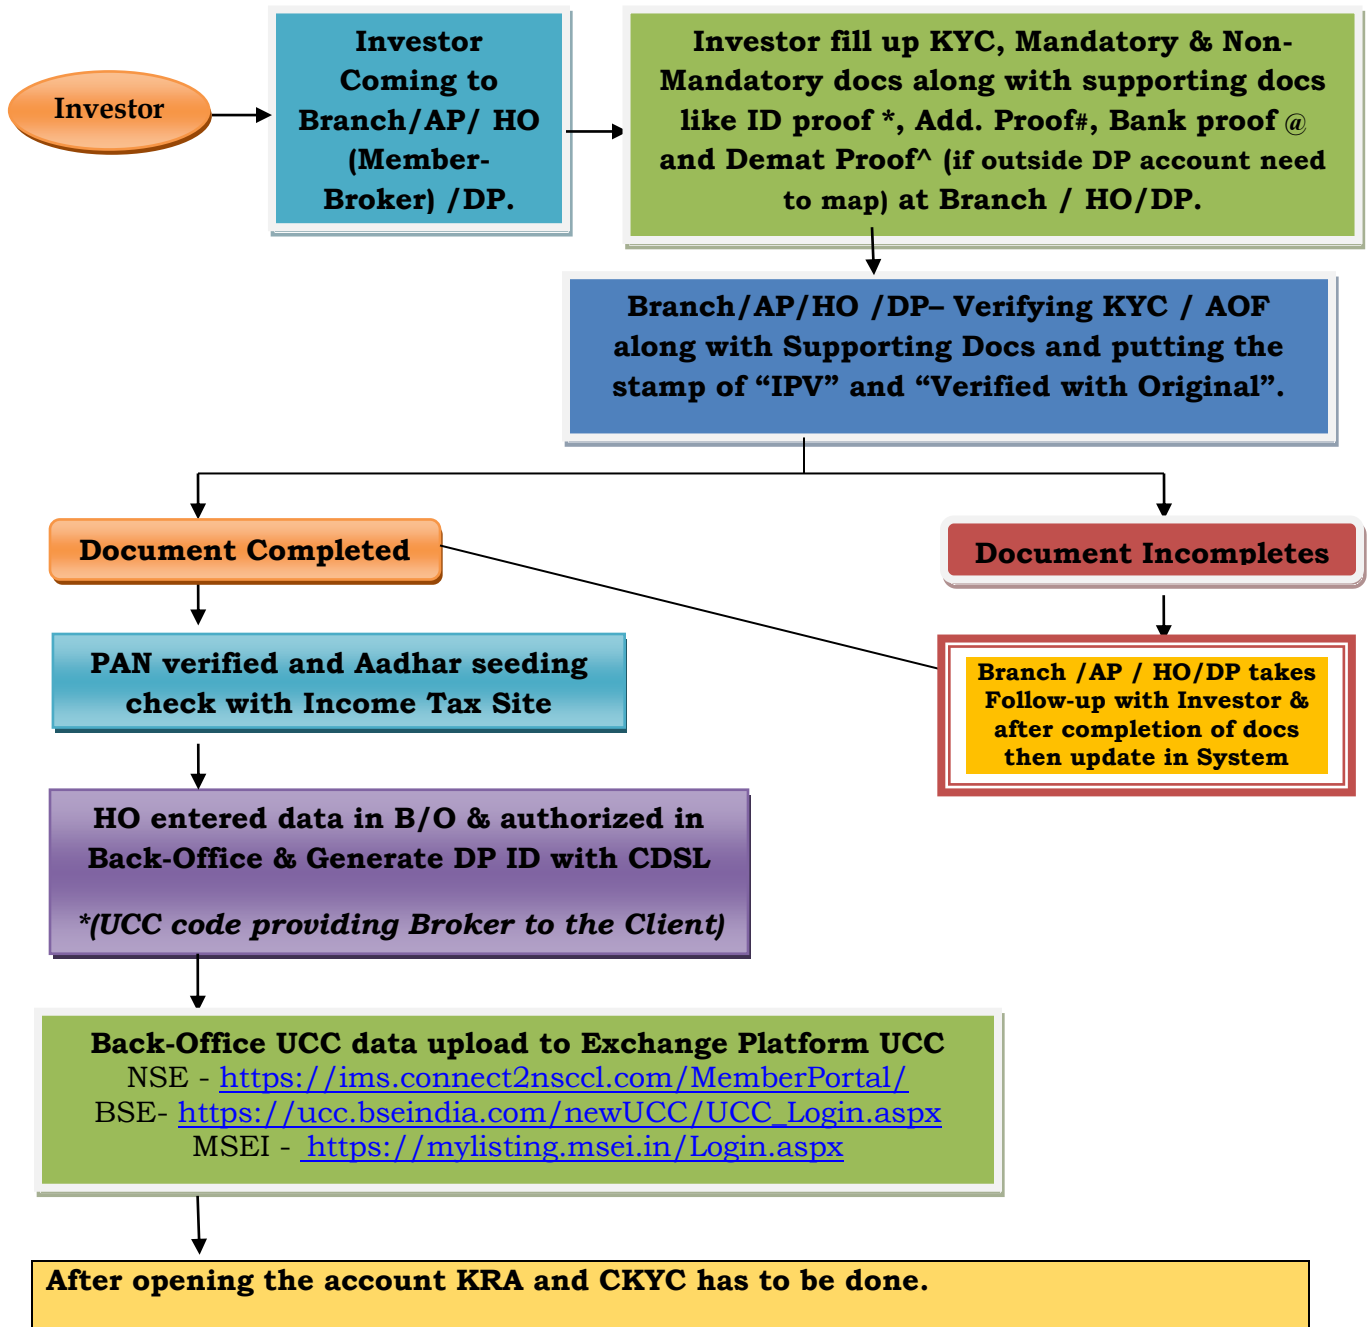 Investor
Investor
Coming to
Branch/AP/ HO
(Member-
Broker) /DP.
Investor fill up KYC, Mandatory & Non-
Mandatory docs along with supporting docs
like ID proof *, Add. Proof#, Bank proof @
and Demat Proof^ (if outside DP account need
to map) at Branch / HO/DP.
Branch/AP/HO /DP– Verifying KYC / AOF
along with Supporting Docs and putting the
stamp of “IPV” and “Verified with Original”.
Document Completed
Document Incompletes
PAN verified and Aadhar seeding
check with Income Tax Site
Branch /AP / HO/DP takes
Follow-up with Investor &
after completion of docs
then update in System
HO entered data in B/O & authorized in
Back-Office & Generate DP ID with CDSL
*(UCC code providing Broker to the Client)
Back-Office UCC data upload to Exchange Platform UCC
NSE - https://ims.connect2nsccl.com/MemberPortal/
BSE- https://ucc.bseindia.com/newUCC/UCC_Login.aspx
MSEI - https://mylisting.msei.in/Login.aspx
After opening the account KRA and CKYC has to be done.